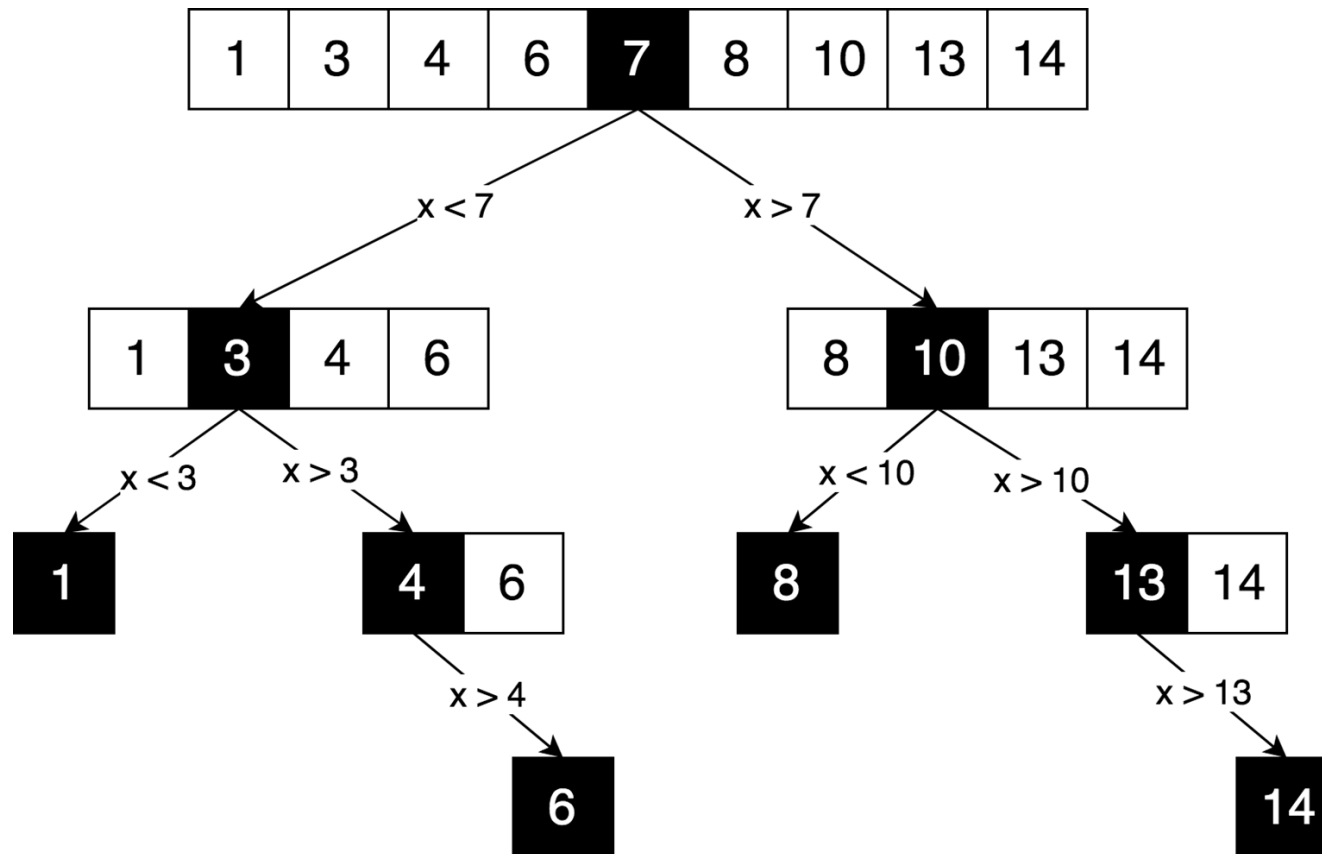 1 3 4 6 7 8 10 13 14
x < 7 x > 7
1 3 4 6 8 10 13 14
x < 3 x > 3 x < 10 x > 10
1 4 6 8 13 14
x > 4 x > 13
6 14